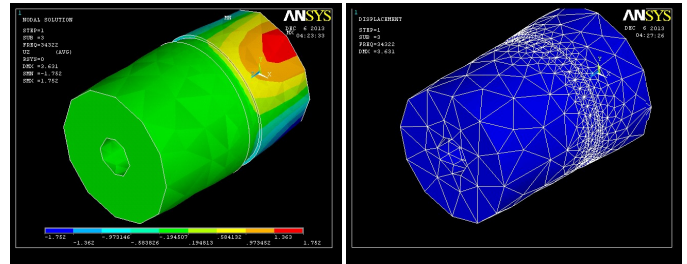 1
NODAL SOLUTION
STEP=1
SUB =3
FREQ=34322
UZ (AVG)
RSYS=0
DMX =3.631
SMN =-1.752
SMX =1.752
ANSYS
DEC 6 2013
04:23:33
MN
MX
X
-1.752 -.973146 -.194507 .584132 1.363
-1.362 -.583826 .194813 .973452 1.752
1
DISPLACEMENT
STEP=1
SUB =3
FREQ=34322
DMX =3.631
ANSYS
DEC 6 2013
04:27:26